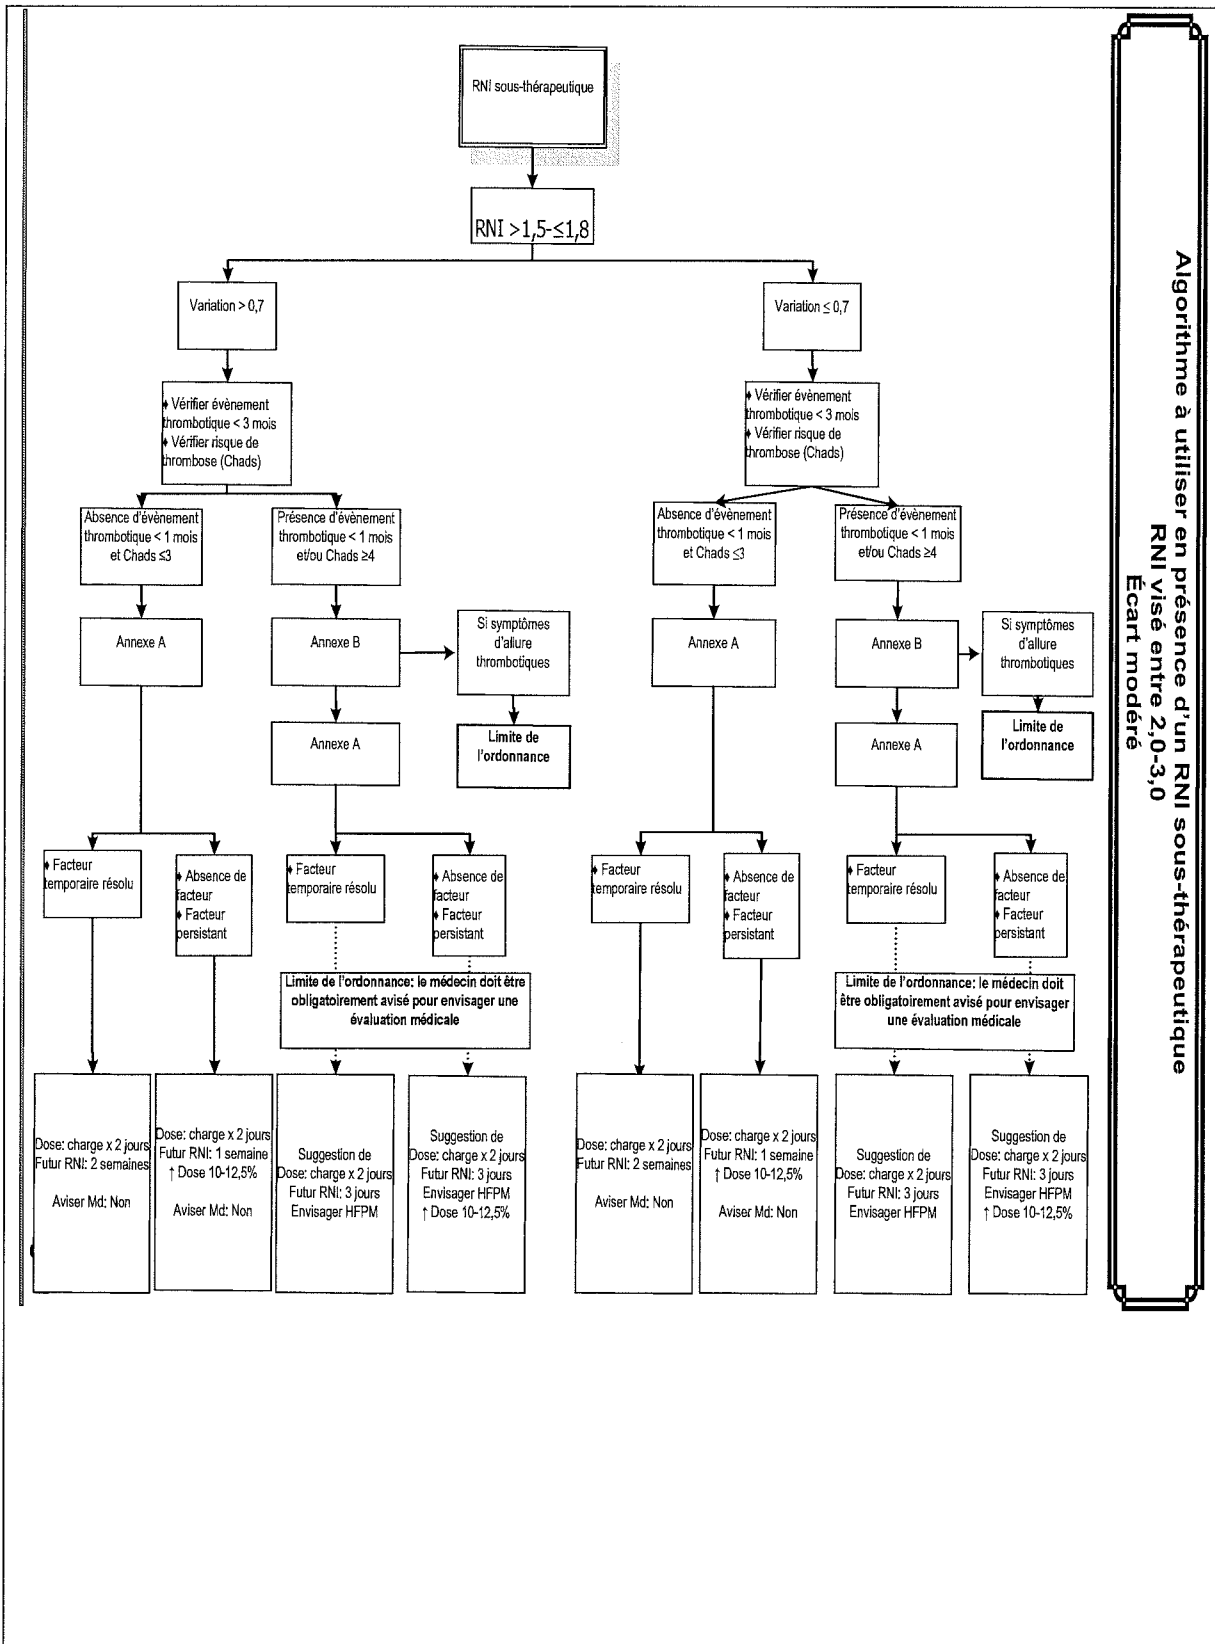 Algorithme à utiliser en présence d'un RNI sous-thérapeutique
RNI visé entre 2,0-3,0
Écart modéré
RNI sous-thérapeutique
RNI >1,5-≤1,8
Variation > 0,7
♦ Vérifier évènement
thrombotique < 3 mois
♦ Vérifier risque de
thrombose (Chads)
Absence d'évènement
thrombotique < 1 mois
et Chads ≤3
Annexe A
♦ Facteur
temporaire résolu
Dose: charge x 2 jours
Futur RNI: 2 semaines
Aviser Md: Non
♦ Absence de
facteur
♦ Facteur
persistant
Dose: charge x 2 jours
Futur RNI: 1 semaine
↑ Dose 10-12,5%
Aviser Md: Non
Présence d'évènement
thrombotique < 1 mois
et/ou Chads ≥4
Annexe B
Si symptômes
d'allure
thrombotiques
Limite de
l'ordonnance
Annexe A
♦ Facteur
temporaire résolu
♦ Absence de
facteur
♦ Facteur
persistant
Limite de l'ordonnance: le médecin doit être
obligatoirement avisé pour envisager une
évaluation médicale
Suggestion de
Dose: charge x 2 jours
Futur RNI: 3 jours
Envisager HFPM
Suggestion de
Dose: charge x 2 jours
Futur RNI: 3 jours
Envisager HFPM
↑ Dose 10-12,5%
Variation ≤ 0,7
♦ Vérifier évènement
thrombotique < 3 mois
♦ Vérifier risque de
thrombose (Chads)
Absence d'évènement
thrombotique < 1 mois
et Chads ≤3
Annexe A
♦ Facteur
temporaire résolu
Dose: charge x 2 jours
Futur RNI: 2 semaines
Aviser Md: Non
♦ Absence de
facteur
♦ Facteur
persistant
Dose: charge x 2 jours
Futur RNI: 1 semaine
↑ Dose 10-12,5%
Aviser Md: Non
Présence d'évènement
thrombotique < 1 mois
et/ou Chads ≥4
Annexe B
Si symptômes
d'allure
thrombotiques
Limite de
l'ordonnance
Annexe A
♦ Facteur
temporaire résolu
♦ Absence de
facteur
♦ Facteur
persistant
Limite de l'ordonnance: le médecin doit
être obligatoirement avisé pour envisager
une évaluation médicale
Suggestion de
Dose: charge x 2 jours
Futur RNI: 3 jours
Envisager HFPM
Suggestion de
Dose: charge x 2 jours
Futur RNI: 3 jours
Envisager HFPM
↑ Dose 10-12,5%